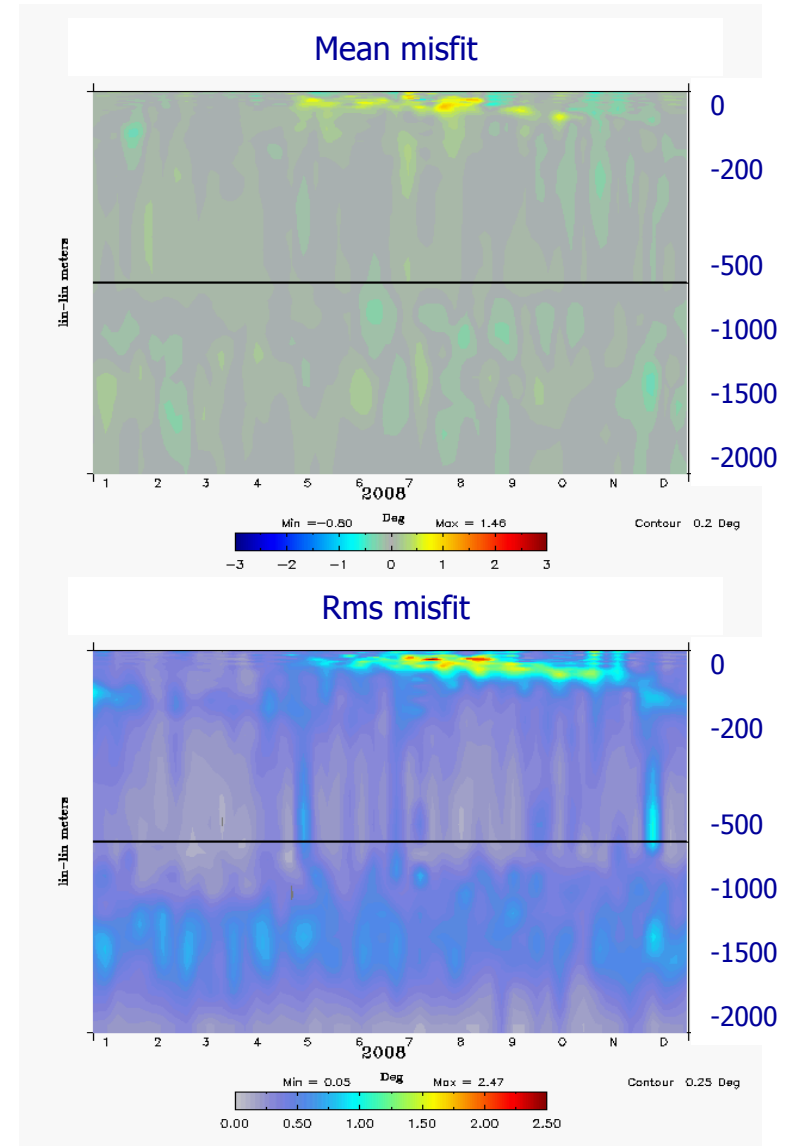 Mean misfit
0
-200
-500
-1000
-1500
-2000
lin-lin meters
1 2 3 4 5 6 7 8 9 O N D
2008
Min =-0.80 Deg Max = 1.46 Contour 0.2 Deg
-3 -2 -1 0 1 2 3
Rms misfit
0
-200
-500
-1000
-1500
-2000
lin-lin meters
1 2 3 4 5 6 7 8 9 O N D
2008
Min = 0.05 Deg Max = 2.47 Contour 0.25 Deg
0.00 0.50 1.00 1.50 2.00 2.50